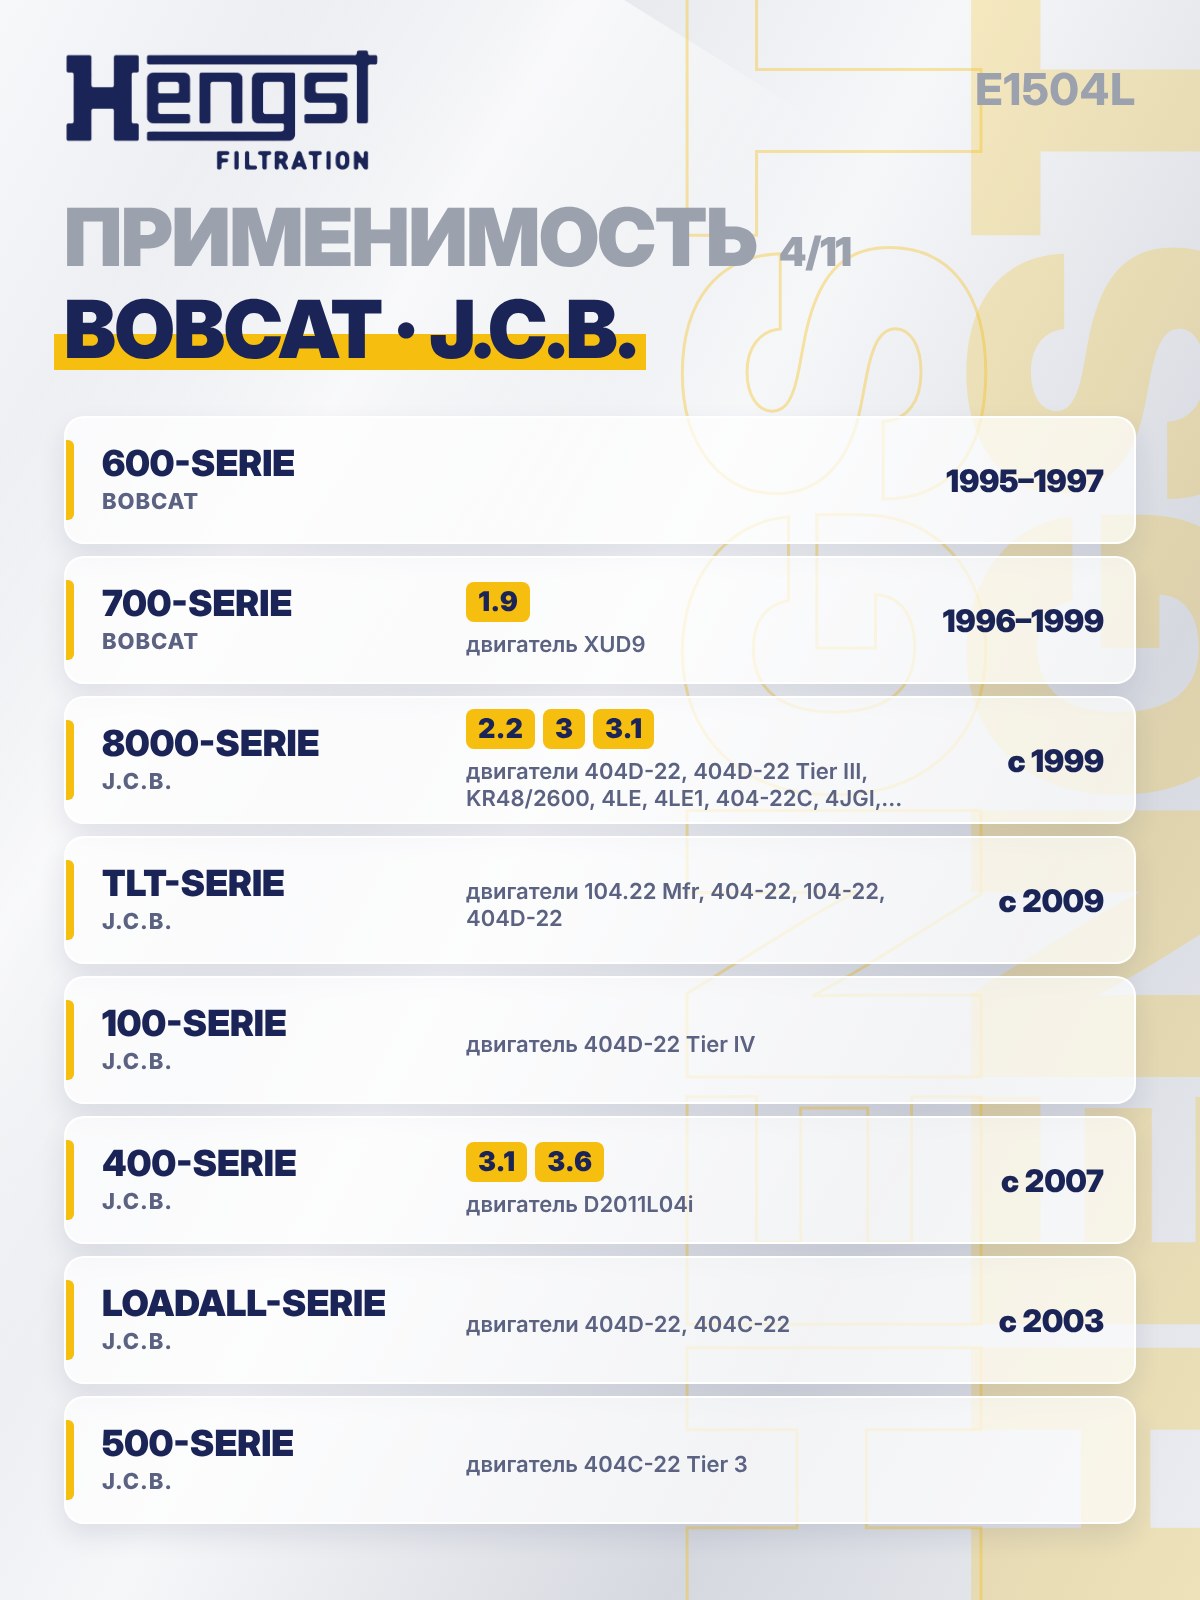 Hengst
FILTRATION
E1504L
ПРИМЕНИМОСТЬ 4/11
BOBCAT · J.C.B.
600-SERIE
BOBCAT
1995–1997
700-SERIE
BOBCAT
1.9
двигатель XUD9
1996–1999
8000-SERIE
J.C.B.
2.2 3 3.1
двигатели 404D-22, 404D-22 Tier III,
KR48/2600, 4LE, 4LE1, 404-22C, 4JGI,...
с 1999
TLT-SERIE
J.C.B.
двигатели 104.22 Mfr, 404-22, 104-22,
404D-22
с 2009
100-SERIE
J.C.B.
двигатель 404D-22 Tier IV
400-SERIE
J.C.B.
3.1 3.6
двигатель D2011L04i
с 2007
LOADALL-SERIE
J.C.B.
двигатели 404D-22, 404C-22
с 2003
500-SERIE
J.C.B.
двигатель 404C-22 Tier 3
HENGST
HENGST